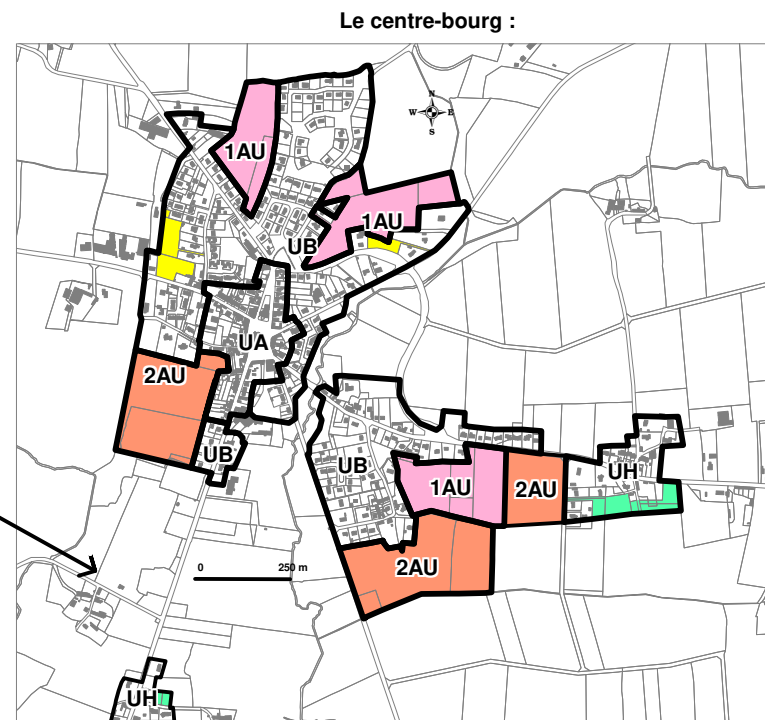 Le centre-bourg :
N
W E
S
1AU
1AU
UB
UA
2AU
UB
UB
1AU
2AU
UH
2AU
0 250 m
UH